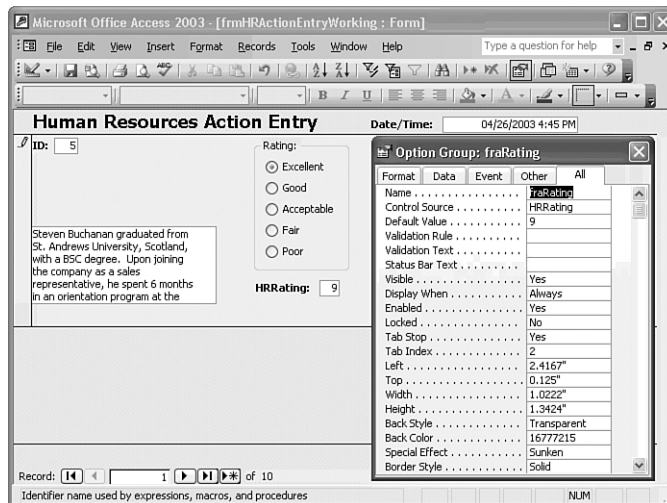 Microsoft Office Access 2003 - [frmHRActionEntryWorking : Form]
File Edit View Insert Format Records Tools Window Help Type a question for help
B I U A
Human Resources Action Entry
Date/Time: 04/26/2003 4:45 PM
ID: 5
Rating:
Excellent
Good
Acceptable
Fair
Poor
Steven Buchanan graduated from
St. Andrews University, Scotland,
with a BSC degree. Upon joining
the company as a sales
representative, he spent 6 months
in an orientation program at the
HRRating: 9
Option Group: fraRating
Format Data Event Other All
Name . . . . . . . . . . . . . . . . fraRating
Control Source . . . . . . . . . . HRRating
Default Value . . . . . . . . . . . 9
Validation Rule . . . . . . . . . .
Validation Text . . . . . . . . . .
Status Bar Text . . . . . . . . . .
Visible . . . . . . . . . . . . . . . . Yes
Display When . . . . . . . . . . . Always
Enabled . . . . . . . . . . . . . . . Yes
Locked . . . . . . . . . . . . . . . . No
Tab Stop . . . . . . . . . . . . . . Yes
Tab Index . . . . . . . . . . . . . . 2
Left . . . . . . . . . . . . . . . . . . 2.4167"
Top . . . . . . . . . . . . . . . . . . 0.125"
Width . . . . . . . . . . . . . . . . . 1.0222"
Height . . . . . . . . . . . . . . . . 1.3424"
Back Style . . . . . . . . . . . . . Transparent
Back Color . . . . . . . . . . . . . 16777215
Special Effect . . . . . . . . . . . Sunken
Border Style . . . . . . . . . . . . Solid
Record: 1 of 10
Identifier name used by expressions, macros, and procedures NUM